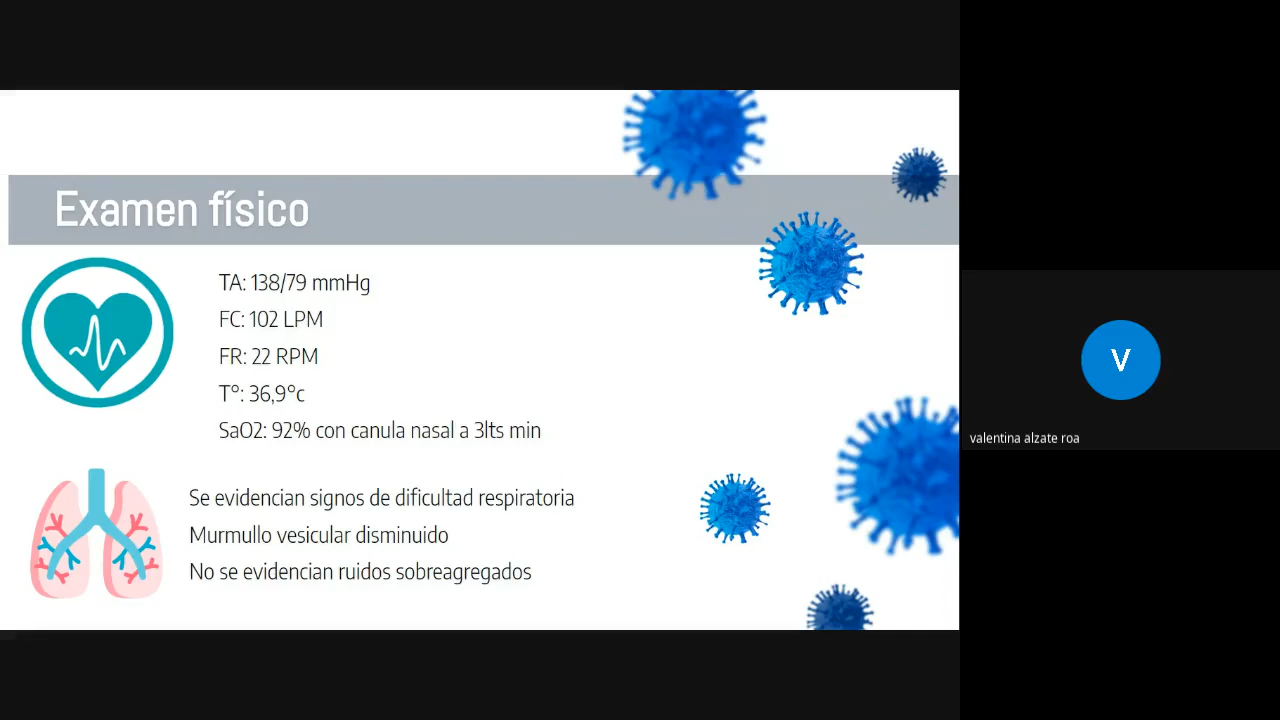 Examen físico
TA: 138/79 mmHg
FC: 102 LPM
FR: 22 RPM
T°: 36,9°c
SaO2: 92% con canula nasal a 3lts min
Se evidencian signos de dificultad respiratoria
Murmullo vesicular disminuido
No se evidencian ruidos sobreagregados
V
valentina alzate roa